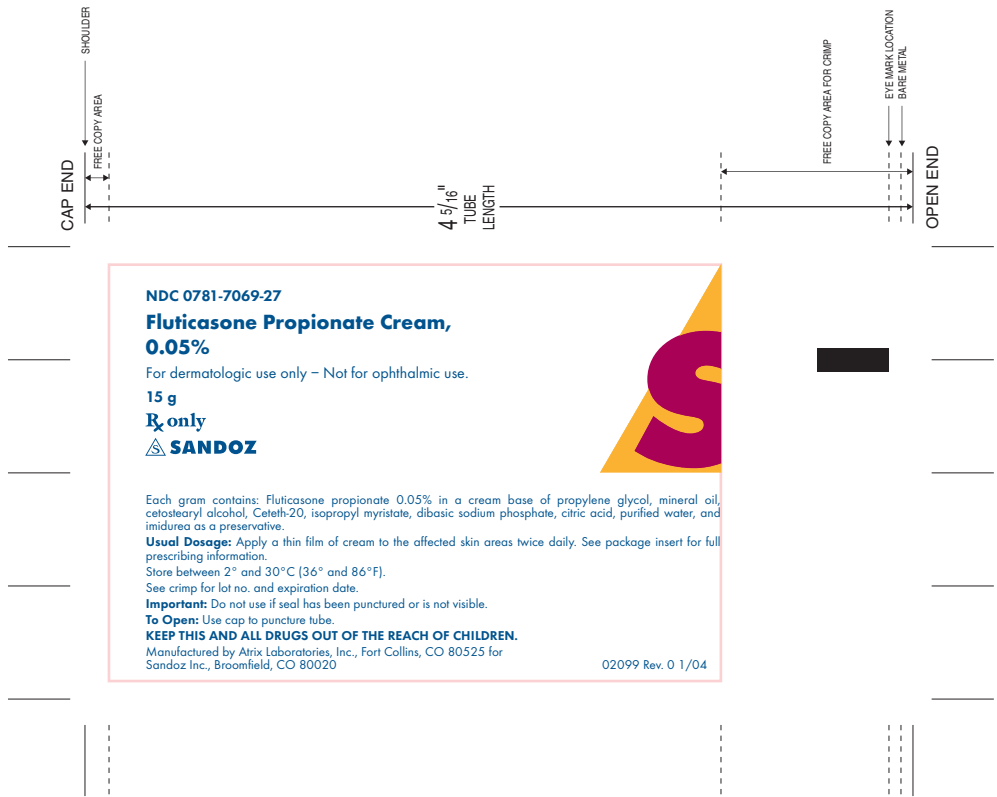 SHOULDER
FREE COPY AREA
FREE COPY AREA FOR CRIMP
EYE MARK LOCATION
BARE METAL
CAP END
4 5/16"
TUBE
LENGTH
OPEN END
NDC 0781-7069-27
Fluticasone Propionate Cream,
0.05%
For dermatologic use only – Not for ophthalmic use.
15 g
℞ only
S SANDOZ
S
Each gram contains: Fluticasone propionate 0.05% in a cream base of propylene glycol, mineral oil,
cetostearyl alcohol, Ceteth-20, isopropyl myristate, dibasic sodium phosphate, citric acid, purified water, and
imidurea as a preservative.
Usual Dosage: Apply a thin film of cream to the affected skin areas twice daily. See package insert for full
prescribing information.
Store between 2° and 30°C (36° and 86°F).
See crimp for lot no. and expiration date.
Important: Do not use if seal has been punctured or is not visible.
To Open: Use cap to puncture tube.
KEEP THIS AND ALL DRUGS OUT OF THE REACH OF CHILDREN.
Manufactured by Atrix Laboratories, Inc., Fort Collins, CO 80525 for
Sandoz Inc., Broomfield, CO 80020
02099 Rev. 0 1/04